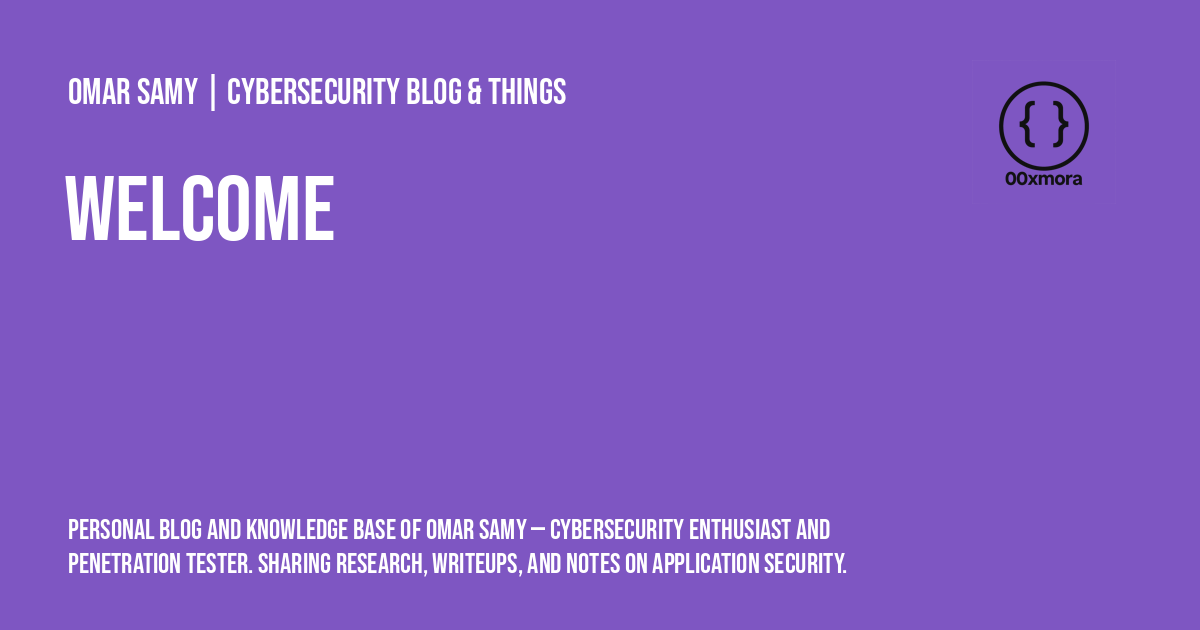 OMAR SAMY | CYBERSECURITY BLOG & THINGS
{ }
00xmora
WELCOME
PERSONAL BLOG AND KNOWLEDGE BASE OF OMAR SAMY – CYBERSECURITY ENTHUSIAST AND
PENETRATION TESTER. SHARING RESEARCH, WRITEUPS, AND NOTES ON APPLICATION SECURITY.